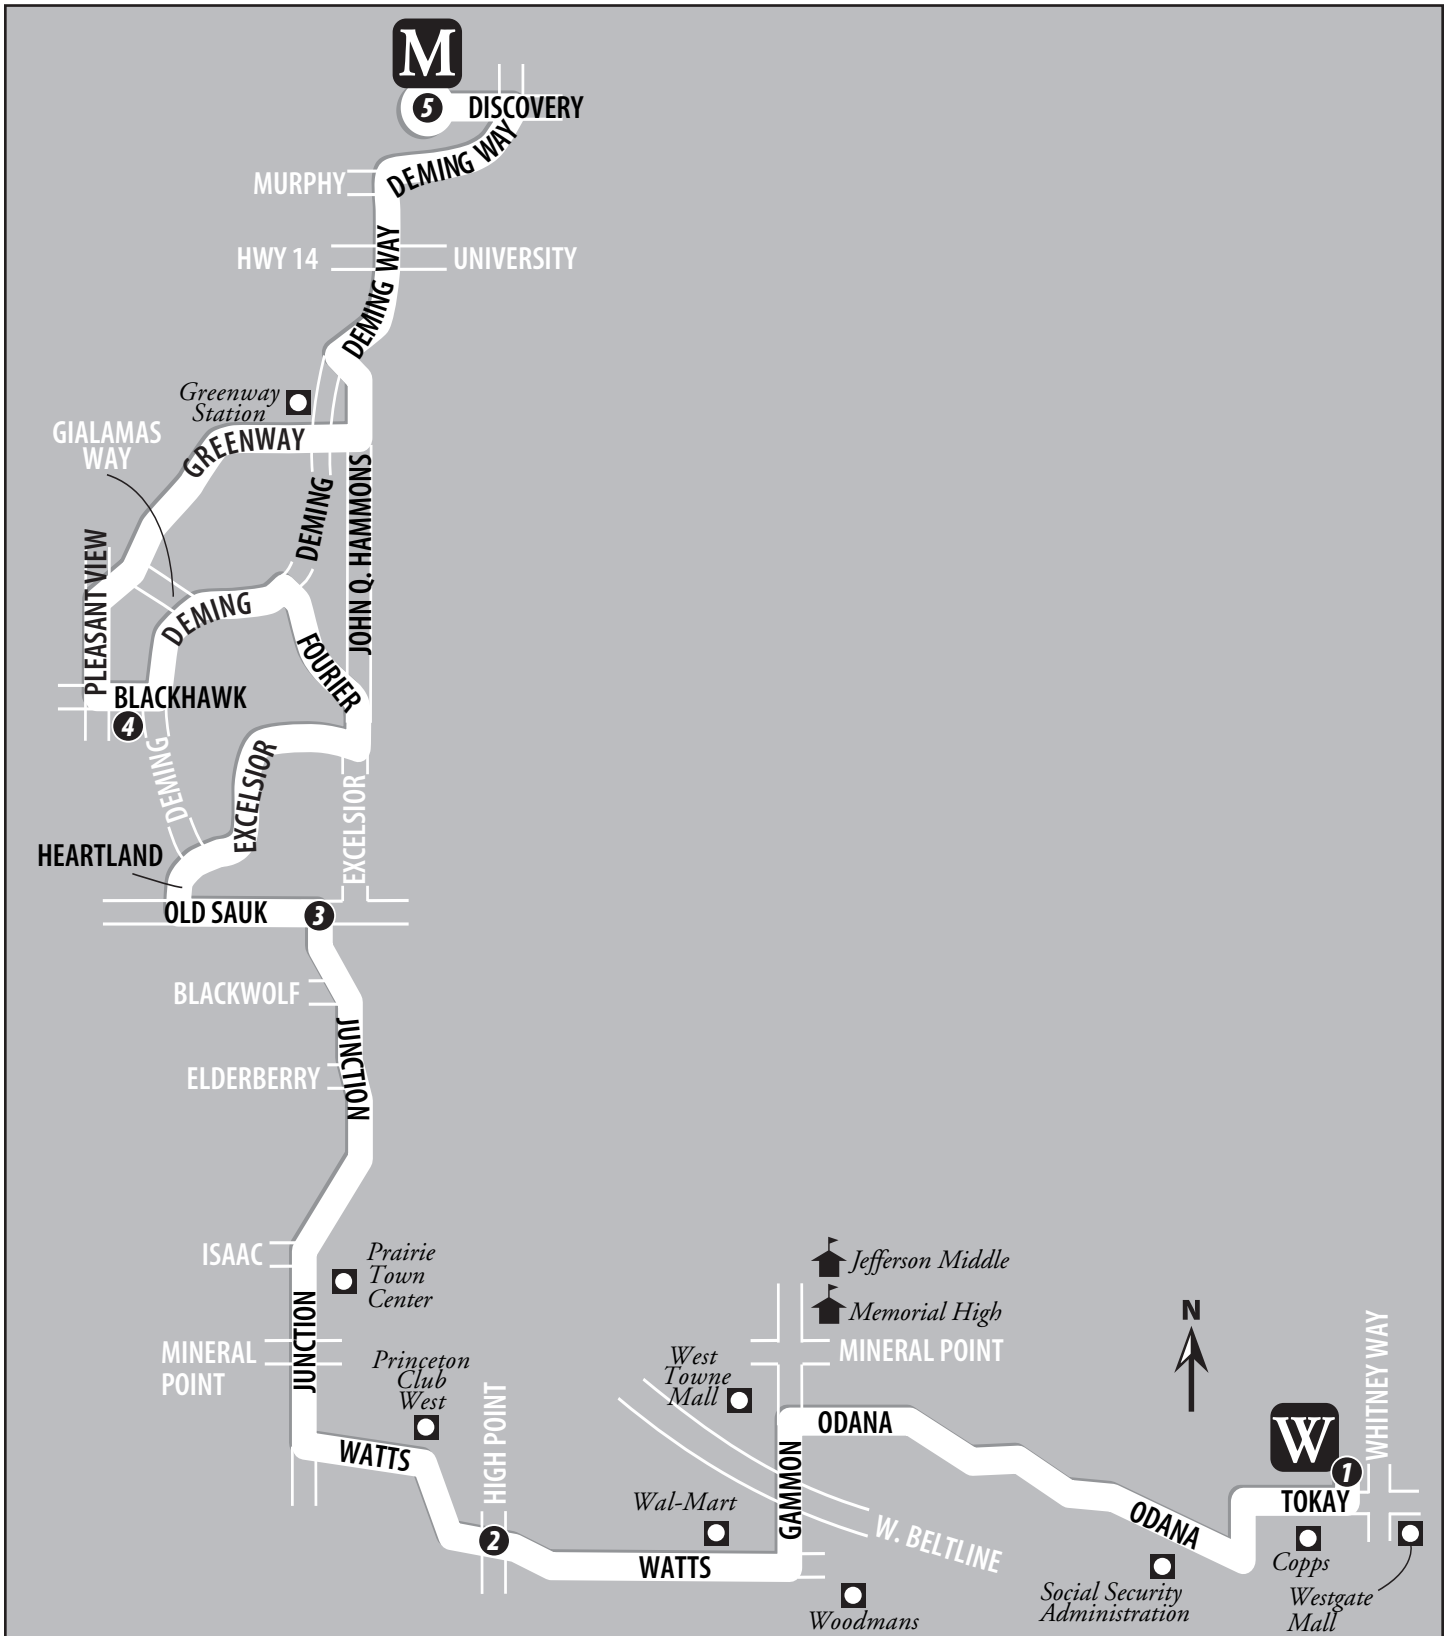 M
5
DISCOVERY
DEMING WAY
MURPHY
DEMING WAY
HWY 14
UNIVERSITY
DEMING WAY
Greenway
Station
GIALAMAS
WAY
GREENWAY
DEMING
JOHN Q. HAMMONS
PLEASANT VIEW
DEMING
FOURIER
BLACKHAWK
4
DEMING
EXCELSIOR
EXCELSIOR
HEARTLAND
OLD SAUK
3
BLACKWOLF
JUNCTION
ELDERBERRY
ISAAC
Prairie
Town
Center
JUNCTION
MINERAL
POINT
Princeton
Club
West
WATTS
HIGH POINT
2
WATTS
Jefferson Middle
Memorial High
MINERAL POINT
West
Towne
Mall
ODANA
GAMMON
Wal-Mart
W. BELTLINE
Woodmans
N
WHITNEY WAY
W
1
TOKAY
ODANA
Copps
Social Security
Administration
Westgate
Mall